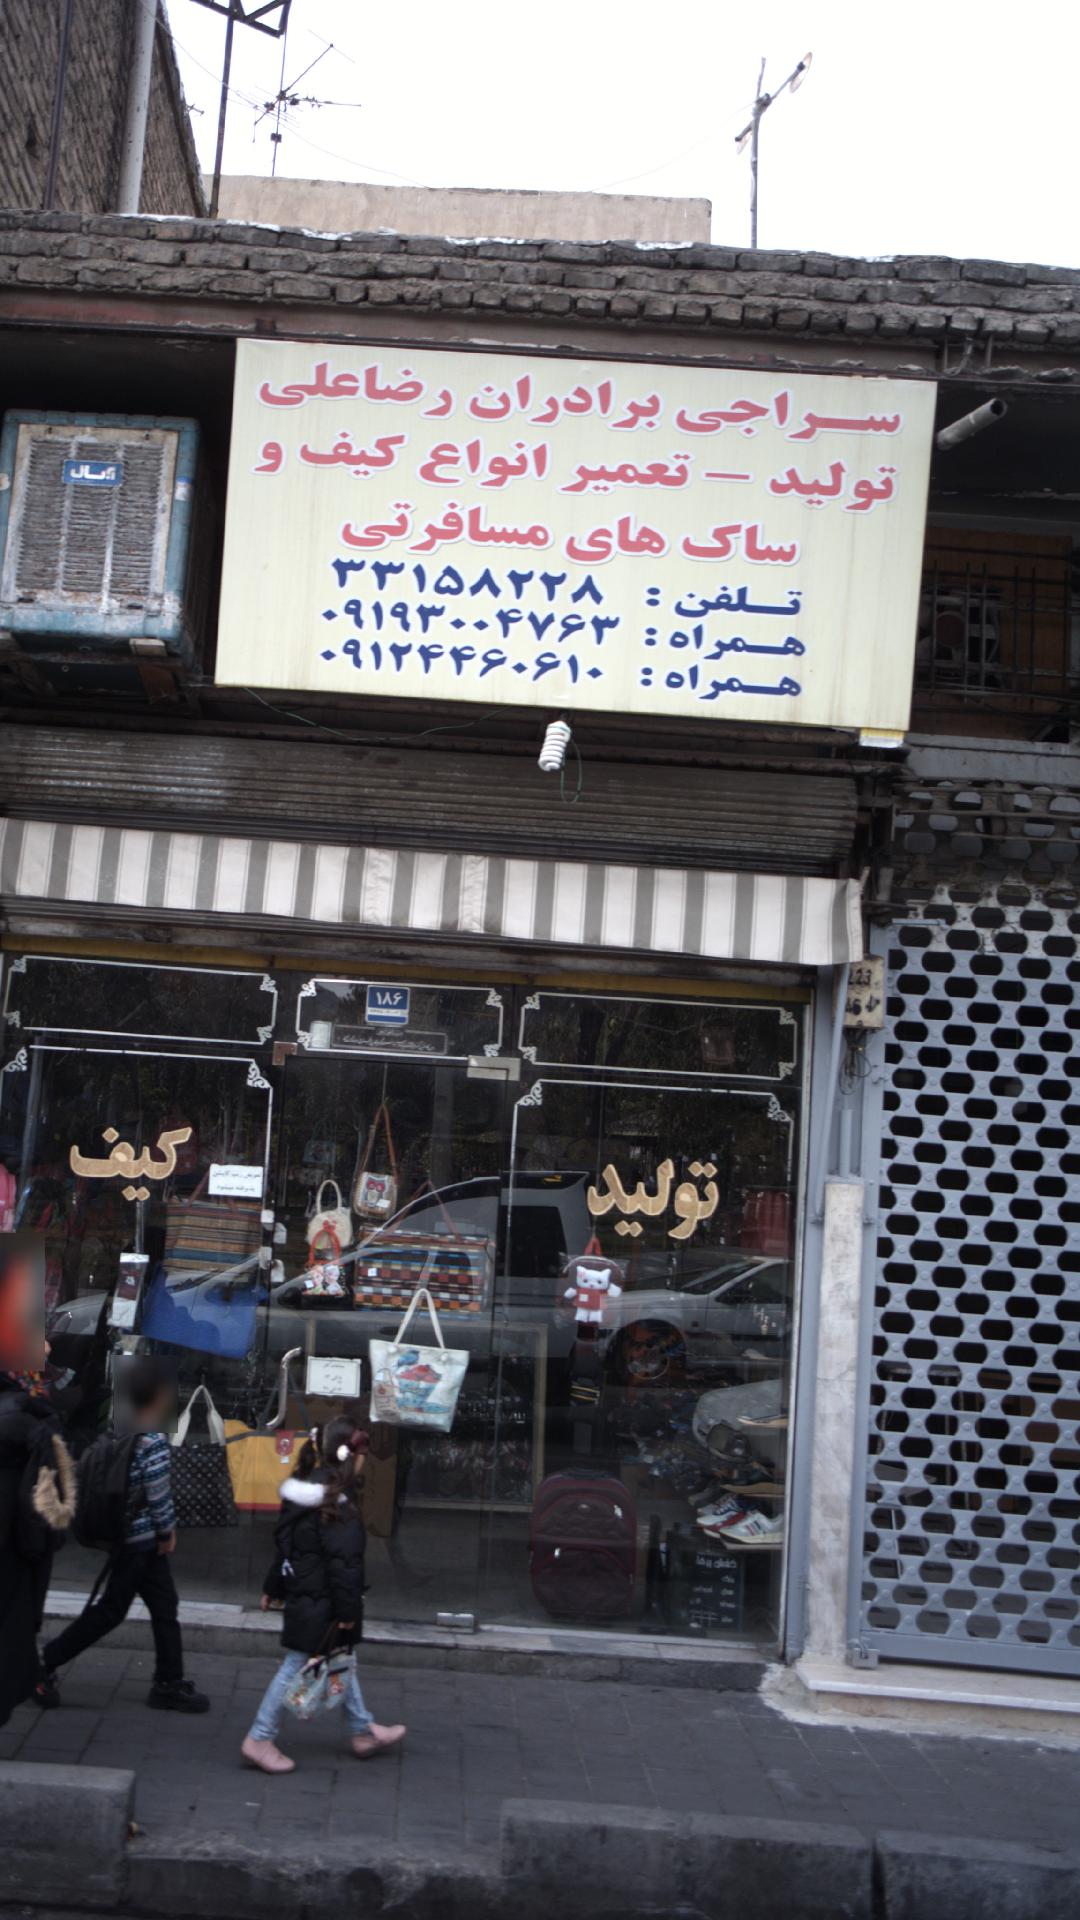 سراجی برادران رضاعلی
تولید – تعمیر انواع کیف و
ساک های مسافرتی
تلفن : ۳۳۱۵۸۲۲۸
همراه : ۰۹۱۹۳۰۰۴۷۶۳
همراه : ۰۹۱۲۴۴۶۰۶۱۰
۱۸۶
تولید
کیف